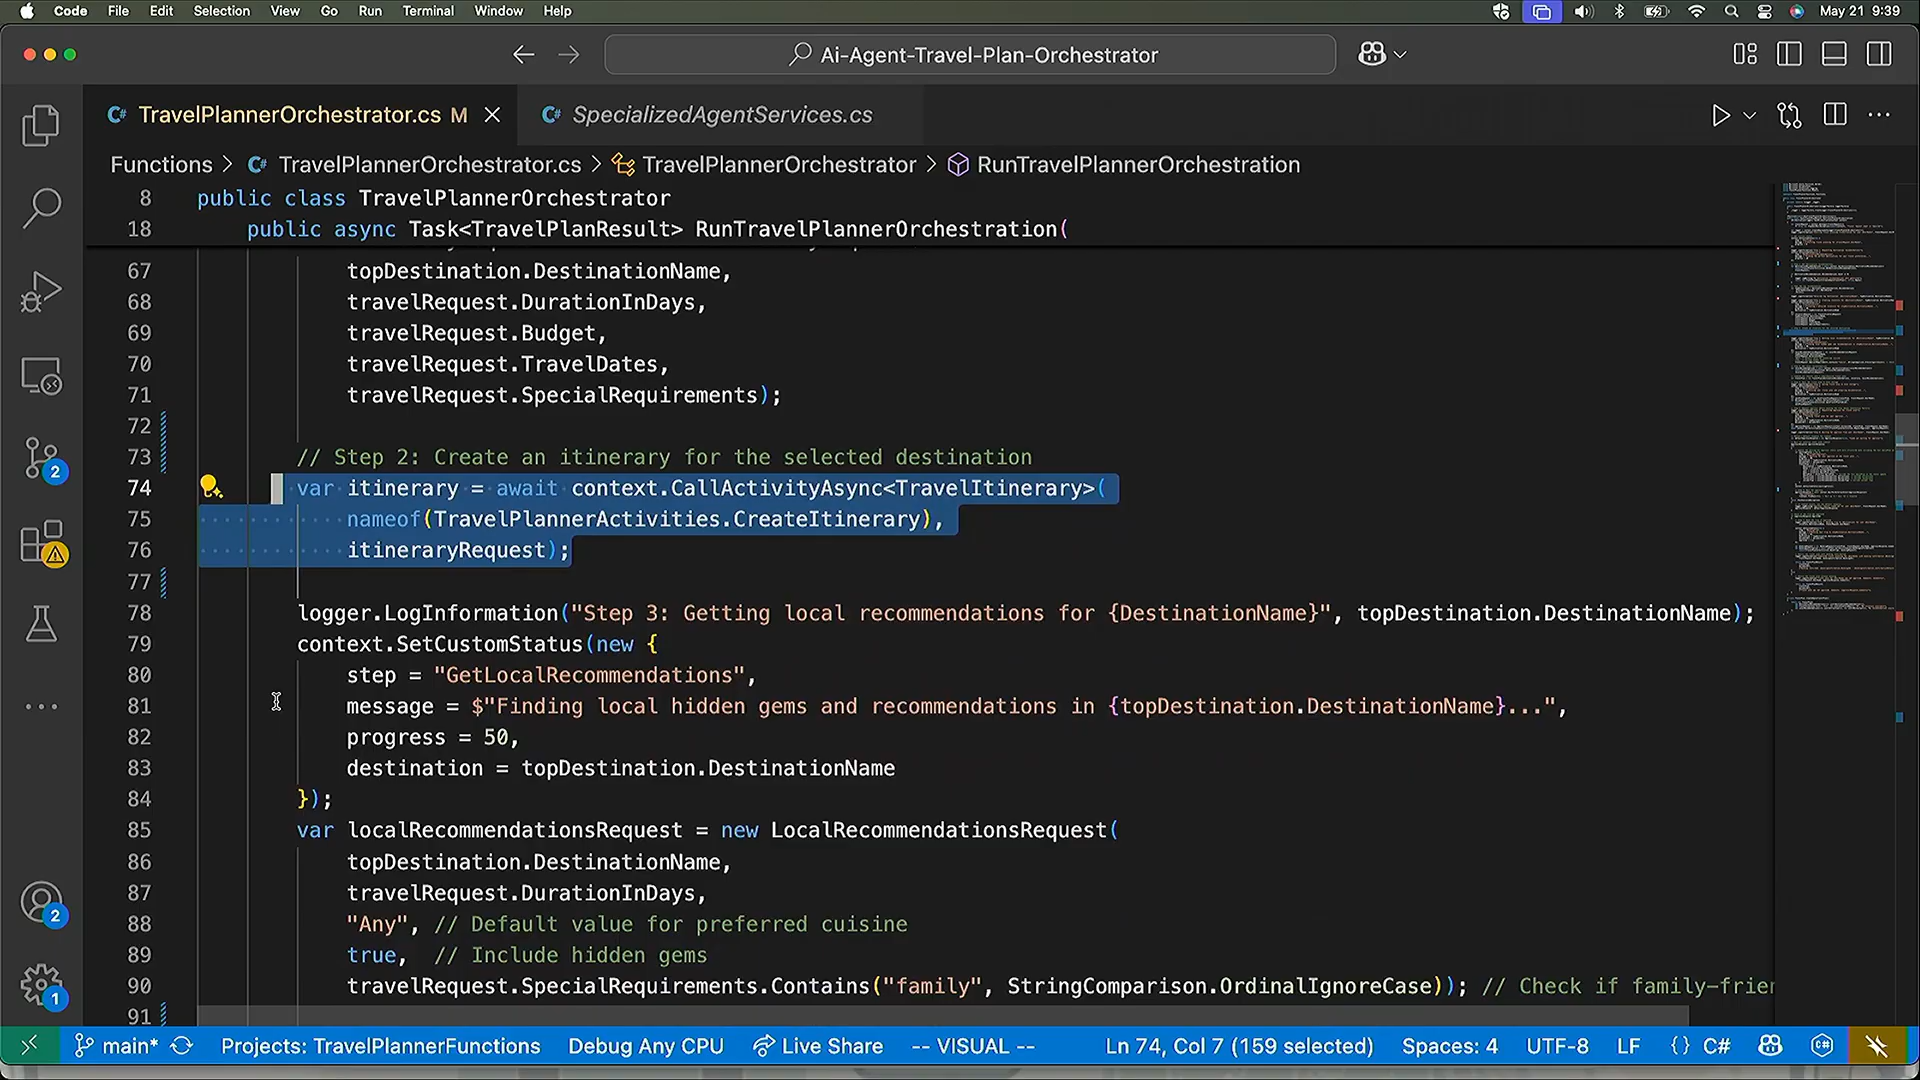 Code File Edit Selection View Go Run Terminal Window Help May 21 9:39
Ai-Agent-Travel-Plan-Orchestrator
C# TravelPlannerOrchestrator.cs M C# SpecializedAgentServices.cs
Functions > C# TravelPlannerOrchestrator.cs > TravelPlannerOrchestrator > RunTravelPlannerOrchestration
8 public class TravelPlannerOrchestrator
18 public async Task<TravelPlanResult> RunTravelPlannerOrchestration(
67 topDestination.DestinationName,
68 travelRequest.DurationInDays,
69 travelRequest.Budget,
70 travelRequest.TravelDates,
71 travelRequest.SpecialRequirements);
72
73 // Step 2: Create an itinerary for the selected destination
74 var itinerary = await context.CallActivityAsync<TravelItinerary>(
75 nameof(TravelPlannerActivities.CreateItinerary),
76 itineraryRequest);
77
78 logger.LogInformation("Step 3: Getting local recommendations for {DestinationName}", topDestination.DestinationName);
79 context.SetCustomStatus(new {
80 step = "GetLocalRecommendations",
81 message = $"Finding local hidden gems and recommendations in {topDestination.DestinationName}...",
82 progress = 50,
83 destination = topDestination.DestinationName
84 });
85 var localRecommendationsRequest = new LocalRecommendationsRequest(
86 topDestination.DestinationName,
87 travelRequest.DurationInDays,
88 "Any", // Default value for preferred cuisine
89 true, // Include hidden gems
90 travelRequest.SpecialRequirements.Contains("family", StringComparison.OrdinalIgnoreCase)); // Check if family-frien
91
2
2
1
main* Projects: TravelPlannerFunctions Debug Any CPU Live Share -- VISUAL -- Ln 74, Col 7 (159 selected) Spaces: 4 UTF-8 LF {} C#